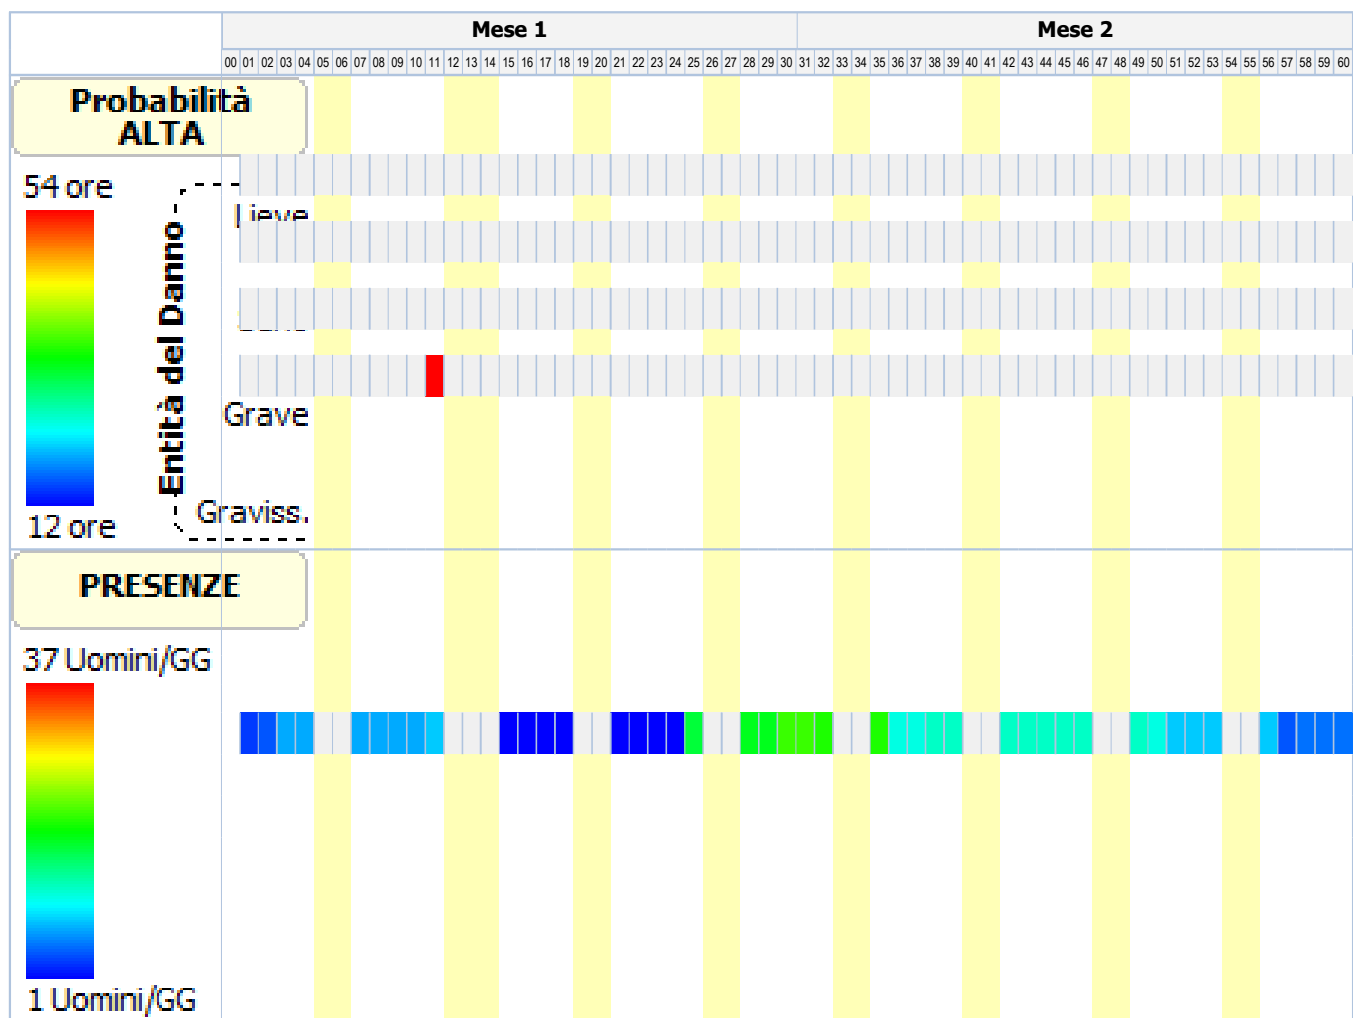 Mese 1 Mese 2
00 01 02 03 04 05 06 07 08 09 10 11 12 13 14 15 16 17 18 19 20 21 22 23 24 25 26 27 28 29 30 31 32 33 34 35 36 37 38 39 40 41 42 43 44 45 46 47 48 49 50 51 52 53 54 55 56 57 58 59 60
Probabilità
ALTA
54 ore
Entità del Danno
Lieve
Grave
Graviss.
12 ore
PRESENZE
37 Uomini/GG
1 Uomini/GG